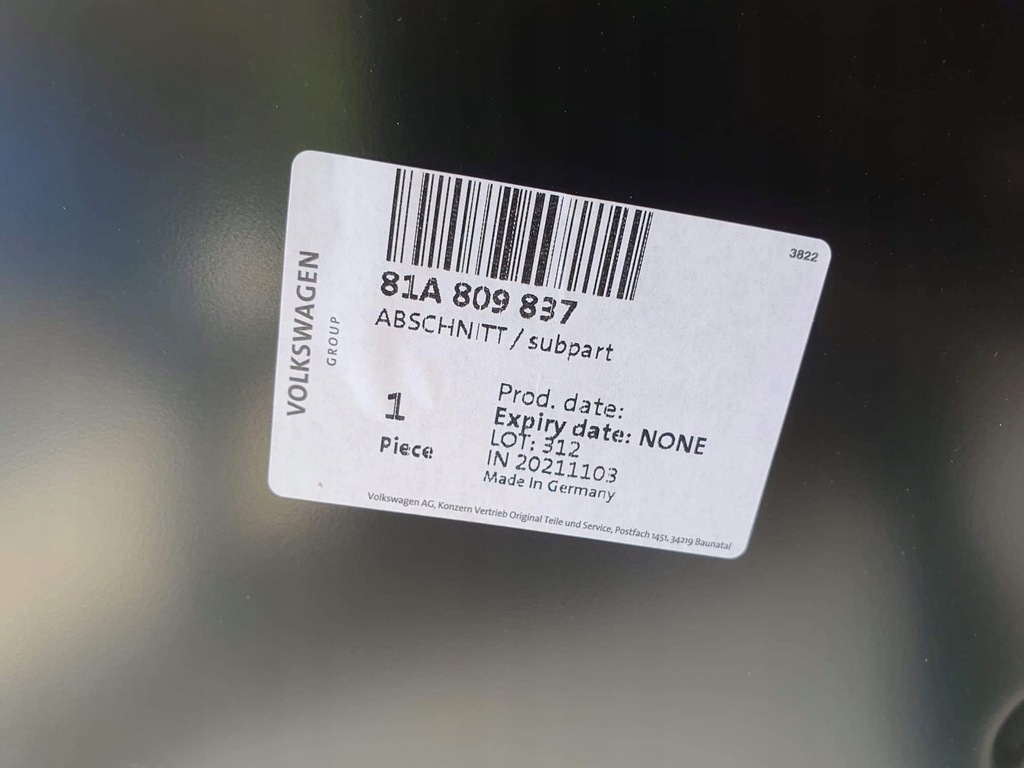 3822
81A 809 837
ABSCHNITT / subpart
VOLKSWAGEN
GROUP
1
Piece
Prod. date:
Expiry date: NONE
LOT: 312
IN 20211103
Made In Germany
Volkswagen AG, Konzern Vertrieb Original Teile und Service, Postfach 1451, 34219 Baunatal